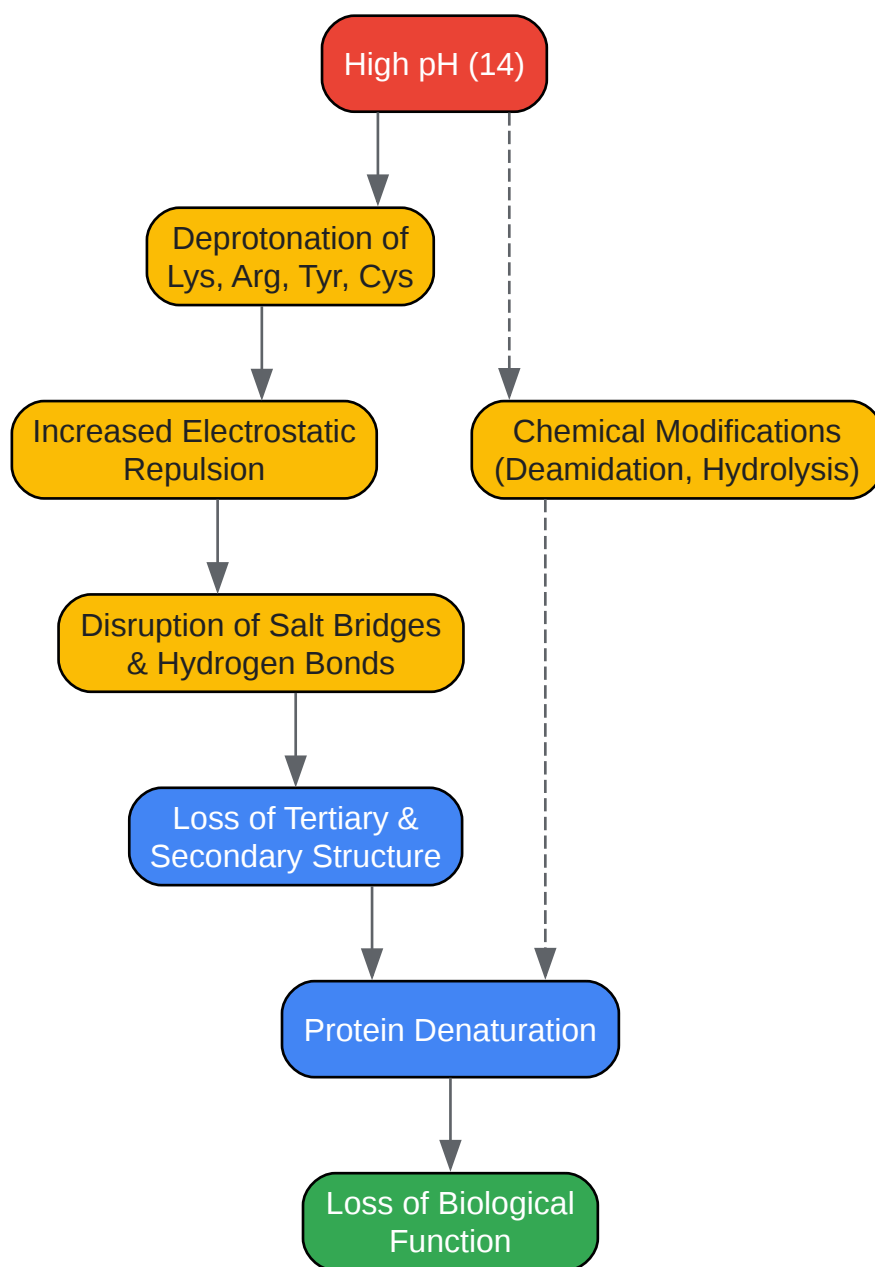 High pH (14)
Deprotonation of
Lys, Arg, Tyr, Cys
Increased Electrostatic
Repulsion
Chemical Modifications
(Deamidation, Hydrolysis)
Disruption of Salt Bridges
& Hydrogen Bonds
Loss of Tertiary &
Secondary Structure
Protein Denaturation
Loss of Biological
Function